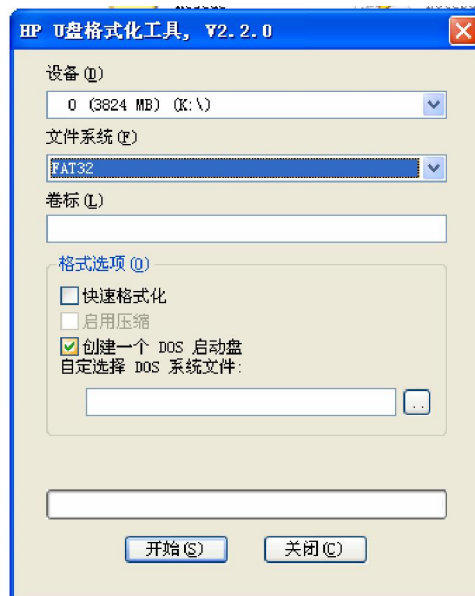 HP U盘格式化工具, V2.2.0
设备(D)
0 (3824 MB) (K:\)
文件系统(F)
FAT32
卷标(L)
格式选项(O)
快速格式化
启用压缩
创建一个 DOS 启动盘
自定选择 DOS 系统文件:
..
开始(S) 关闭(C)